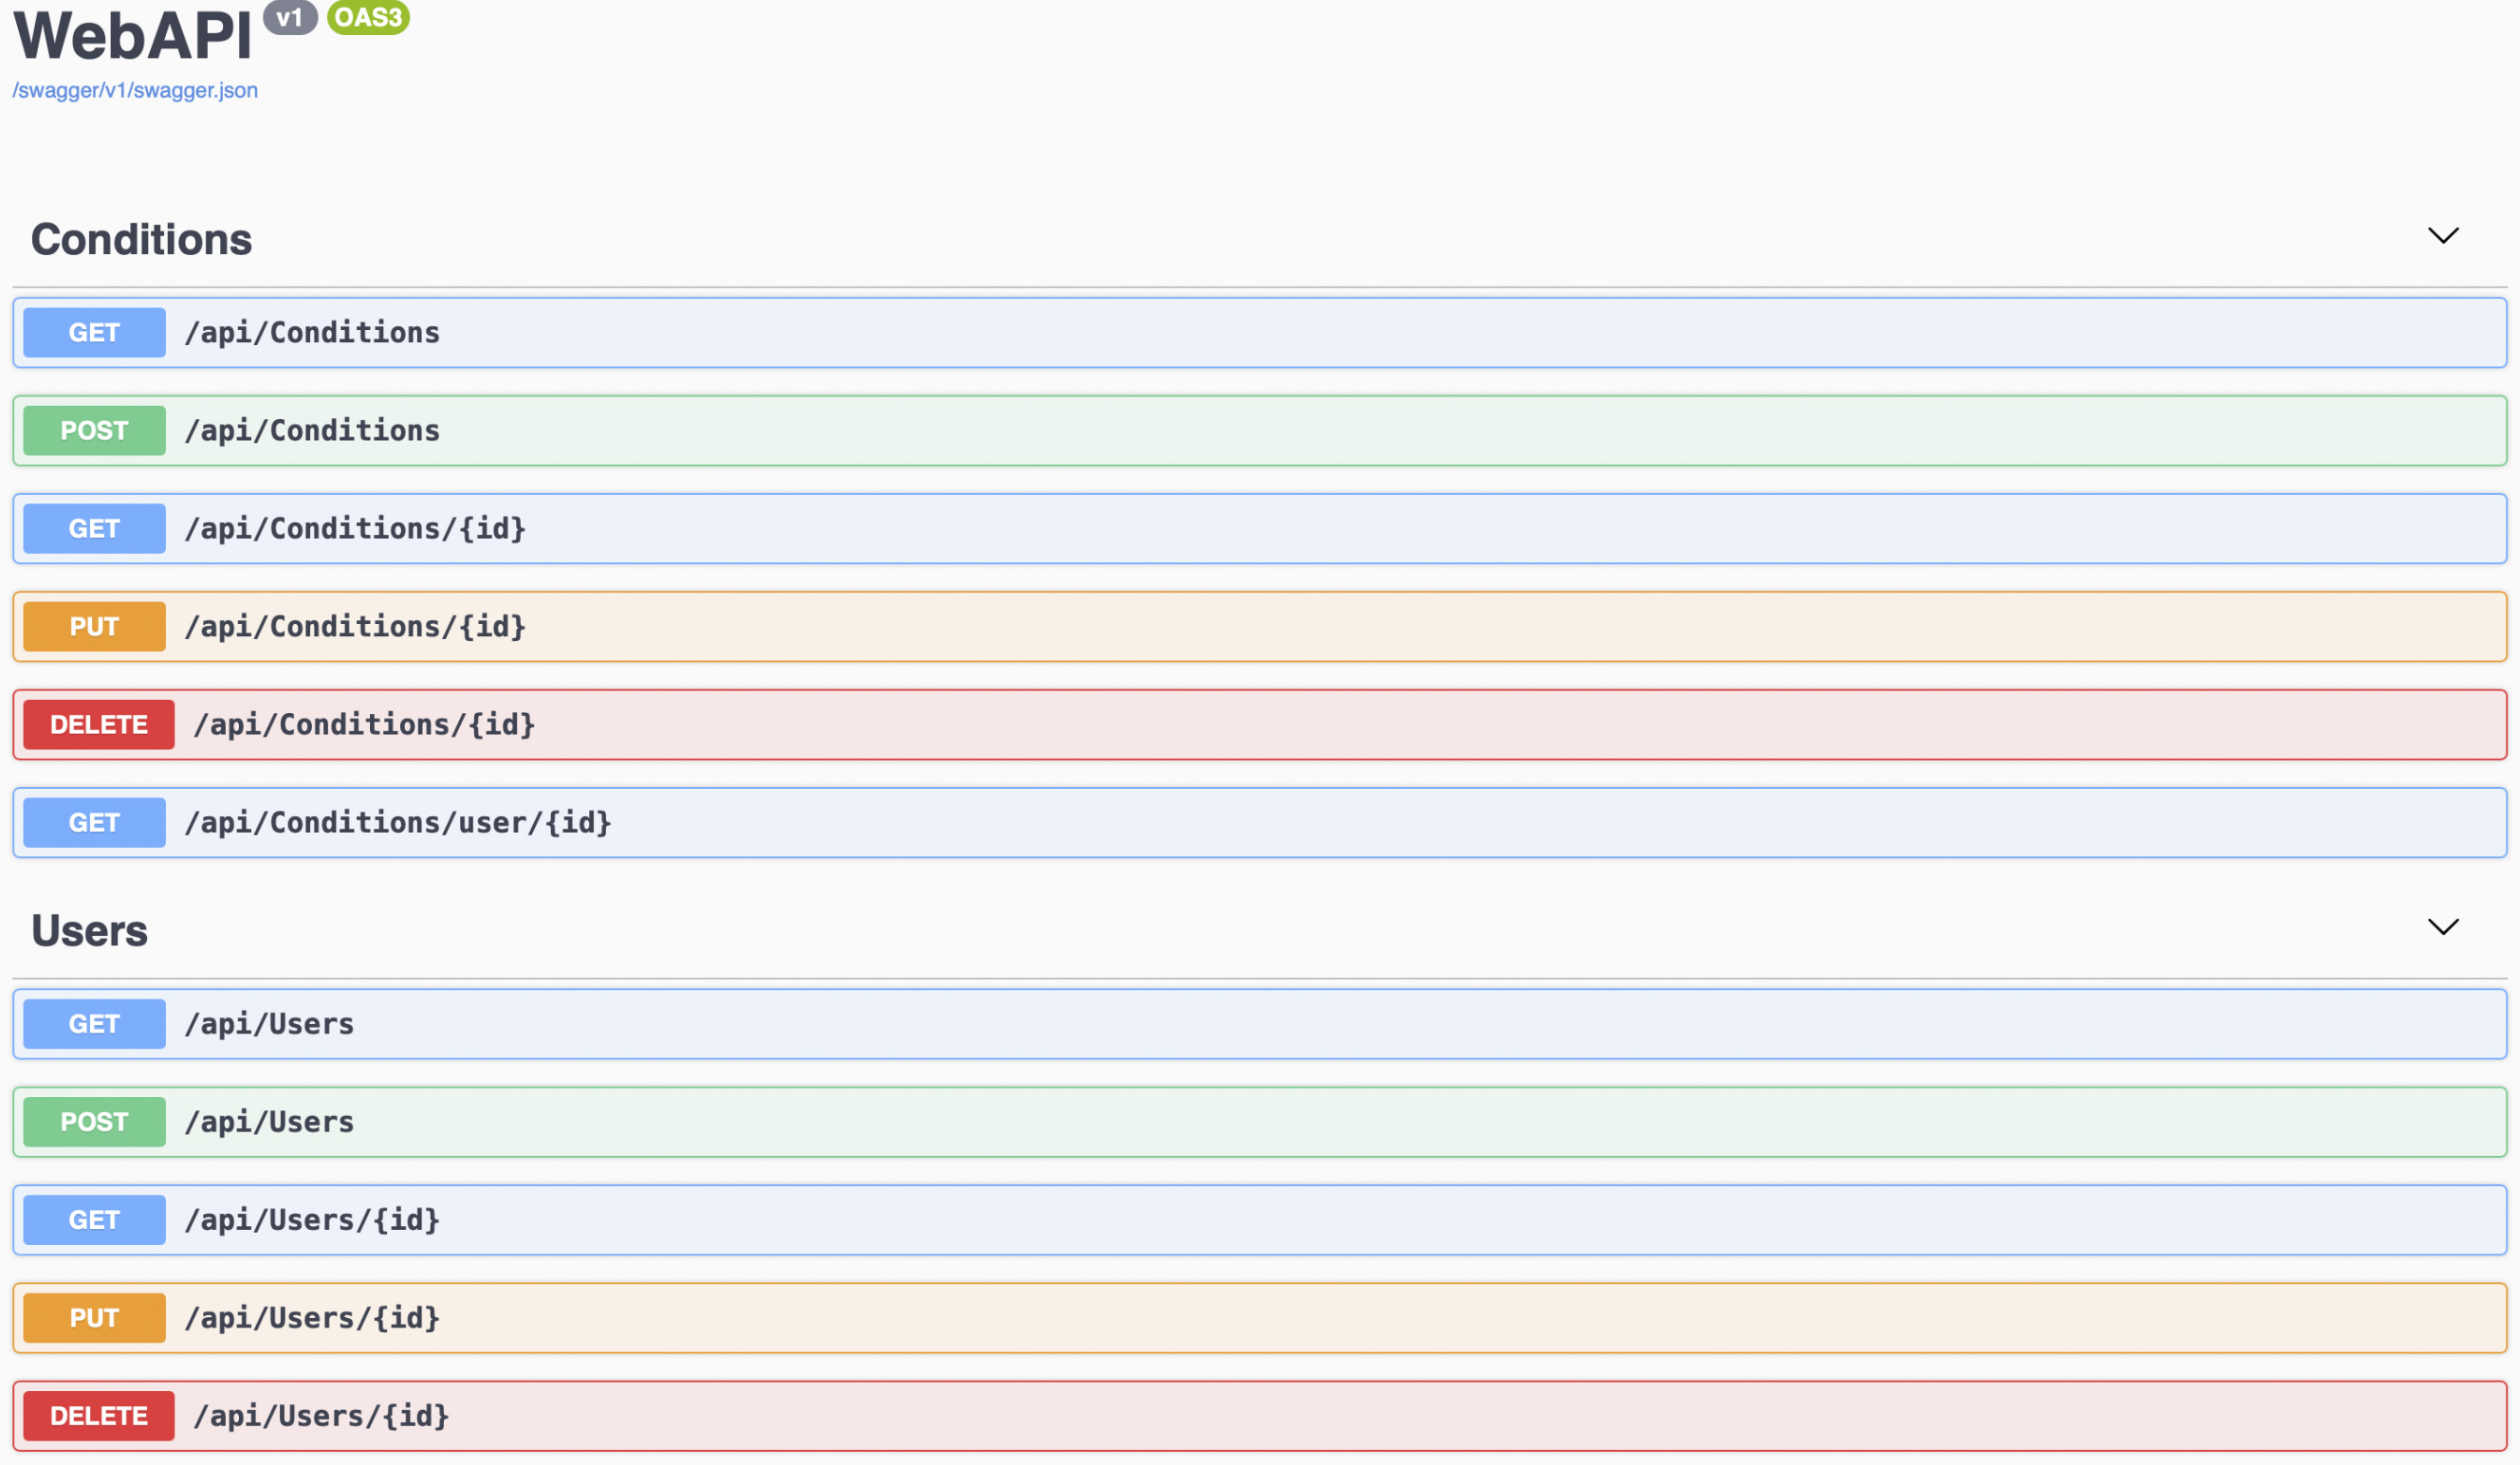 WebAPI v1 OAS3
/swagger/v1/swagger.json
Conditions
GET /api/Conditions
POST /api/Conditions
GET /api/Conditions/{id}
PUT /api/Conditions/{id}
DELETE /api/Conditions/{id}
GET /api/Conditions/user/{id}
Users
GET /api/Users
POST /api/Users
GET /api/Users/{id}
PUT /api/Users/{id}
DELETE /api/Users/{id}